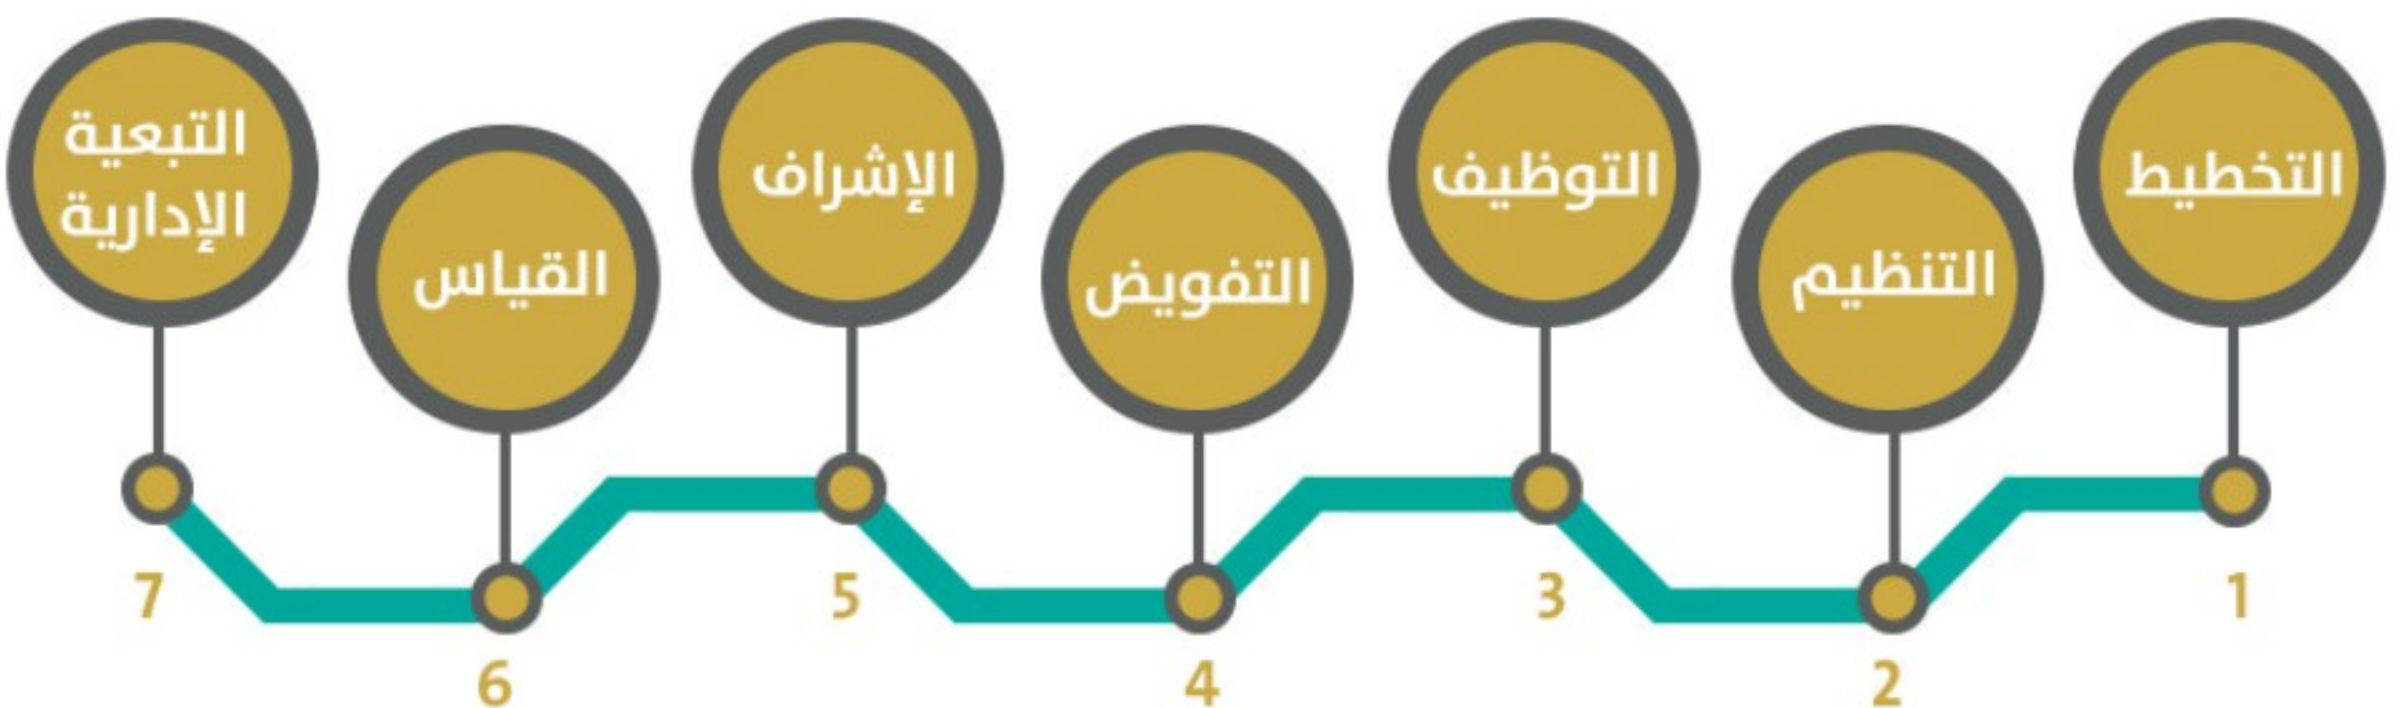 التخطيط
1
التنظيم
2
التوظيف
3
التفويض
4
الإشراف
5
القياس
6
التبعية
الإدارية
7